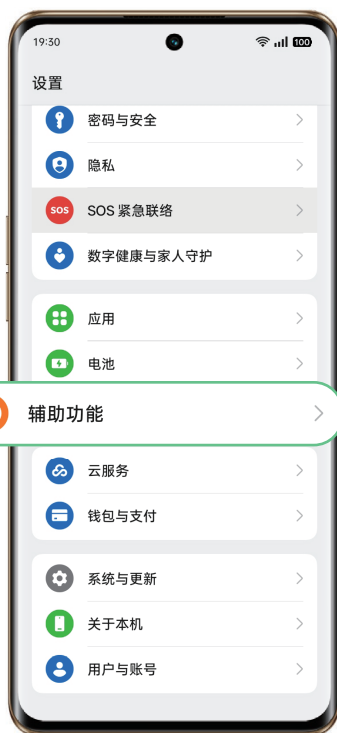 19:30
100
设置
密码与安全
隐私
SOS
SOS 紧急联络
数字健康与家人守护
应用
电池
辅助功能
云服务
钱包与支付
系统与更新
关于本机
用户与账号